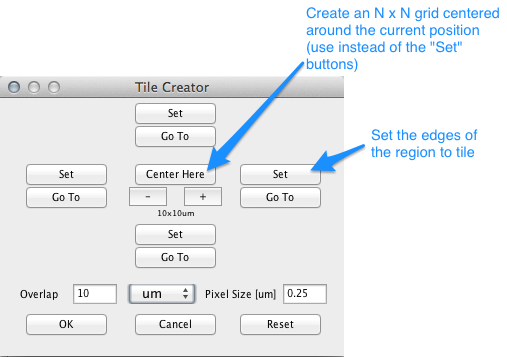 Create an N x N grid centered
around the current position
(use instead of the "Set"
buttons)
Tile Creator
Set
Go To
Set the edges of
the region to tile
Set Center Here Set
Go To - + Go To
10x10um
Set
Go To
Overlap 10 um Pixel Size [um] 0.25
OK Cancel Reset